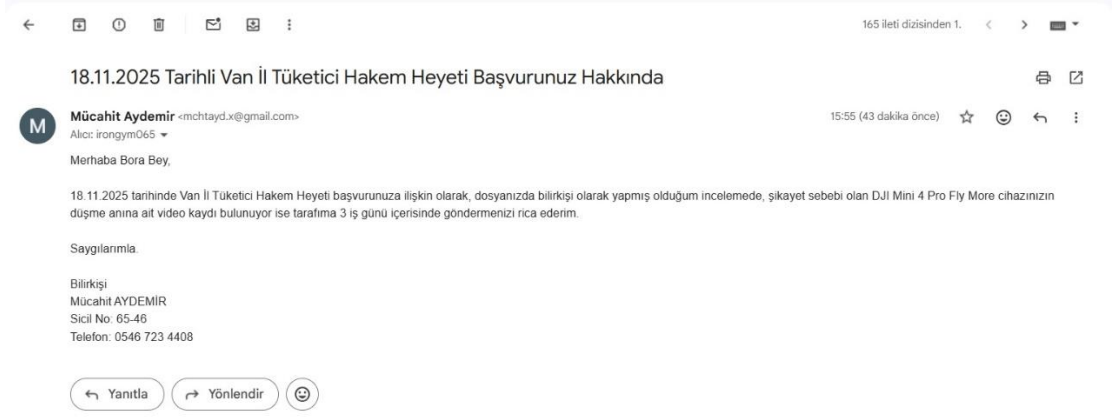 165 ileti dizisinden 1.
18.11.2025 Tarihli Van İl Tüketici Hakem Heyeti Başvurunuz Hakkında
M
Mücahit Aydemir <mchtayd.x@gmail.com>
15:55 (43 dakika önce)
Alıcı: irongym065
Merhaba Bora Bey,
18.11.2025 tarihinde Van İl Tüketici Hakem Heyeti başvurunuza ilişkin olarak, dosyanızda bilirkişi olarak yapmış olduğum incelemede, şikayet sebebi olan DJI Mini 4 Pro Fly More cihazınızın
düşme anına ait video kaydı bulunuyor ise tarafıma 3 iş günü içerisinde göndermenizi rica ederim.
Saygılarımla.
Bilirkişi
Mücahit AYDEMİR
Sicil No: 65-46
Telefon: 0546 723 4408
Yanıtla
Yönlendir